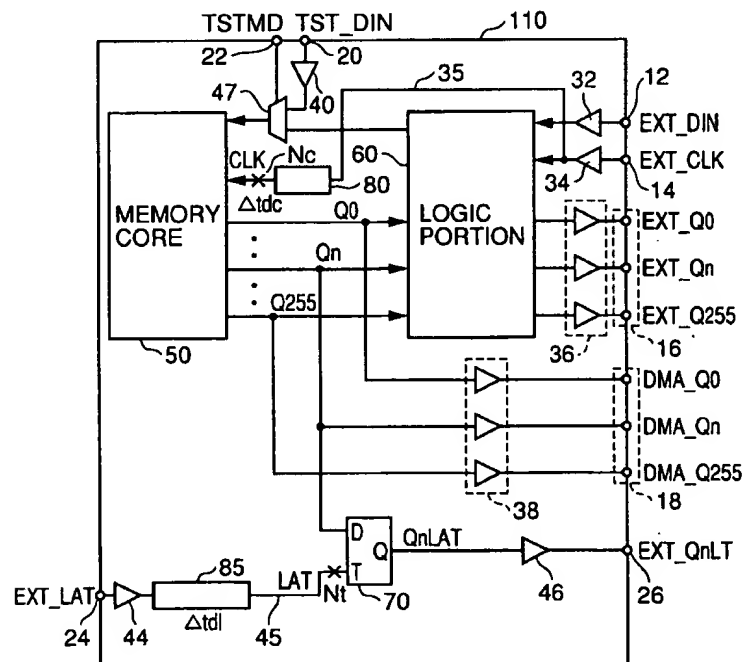 TSTMD TST_DIN 110
22 20
47 40 35 32 12
EXT_DIN
CLK Nc 60 EXT_CLK
80 34 14
Δtdc
MEMORY CORE
Q0
LOGIC PORTION
EXT_Q0
Qn
EXT_Qn
Q255
EXT_Q255
50 36 16
DMA_Q0
DMA_Qn
DMA_Q255
38 18
D
Q
QnLAT
EXT_QnLT
85 LAT T
Nt 70 46 26
EXT_LAT
24 44 Δtdl 45